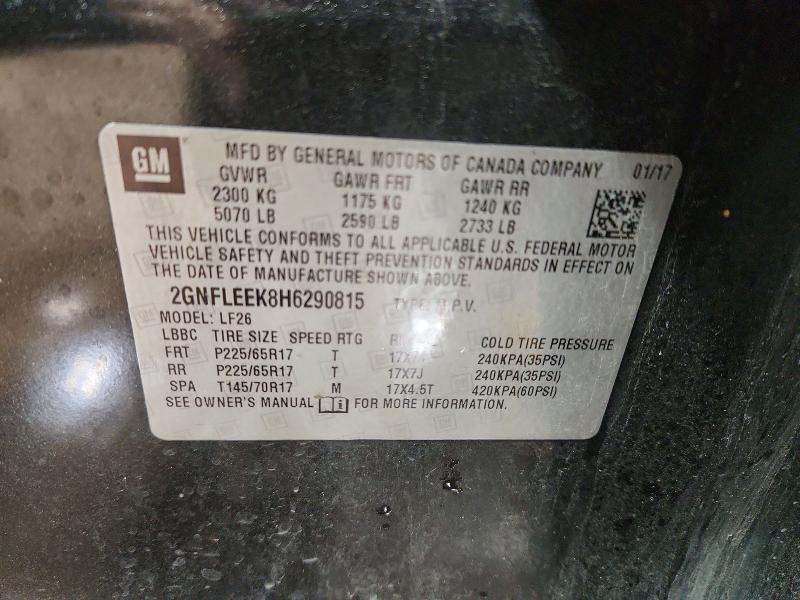 GM
MFD BY GENERAL MOTORS OF CANADA COMPANY 01/17
GVWR GAWR FRT GAWR RR
2300 KG 1175 KG 1240 KG
5070 LB 2590 LB 2733 LB
THIS VEHICLE CONFORMS TO ALL APPLICABLE U.S. FEDERAL MOTOR
VEHICLE SAFETY AND THEFT PREVENTION STANDARDS IN EFFECT ON
THE DATE OF MANUFACTURE SHOWN ABOVE.
2GNFLEEK8H6290815 TYPE: M.P.V.
MODEL: LF26
LBBC TIRE SIZE SPEED RTG COLD TIRE PRESSURE
FRT P225/65R17 T 17X7J 240KPA(35PSI)
RR P225/65R17 T 17X7J 240KPA(35PSI)
SPA T145/70R17 M 17X4.5T 420KPA(60PSI)
SEE OWNER'S MANUAL FOR MORE INFORMATION.